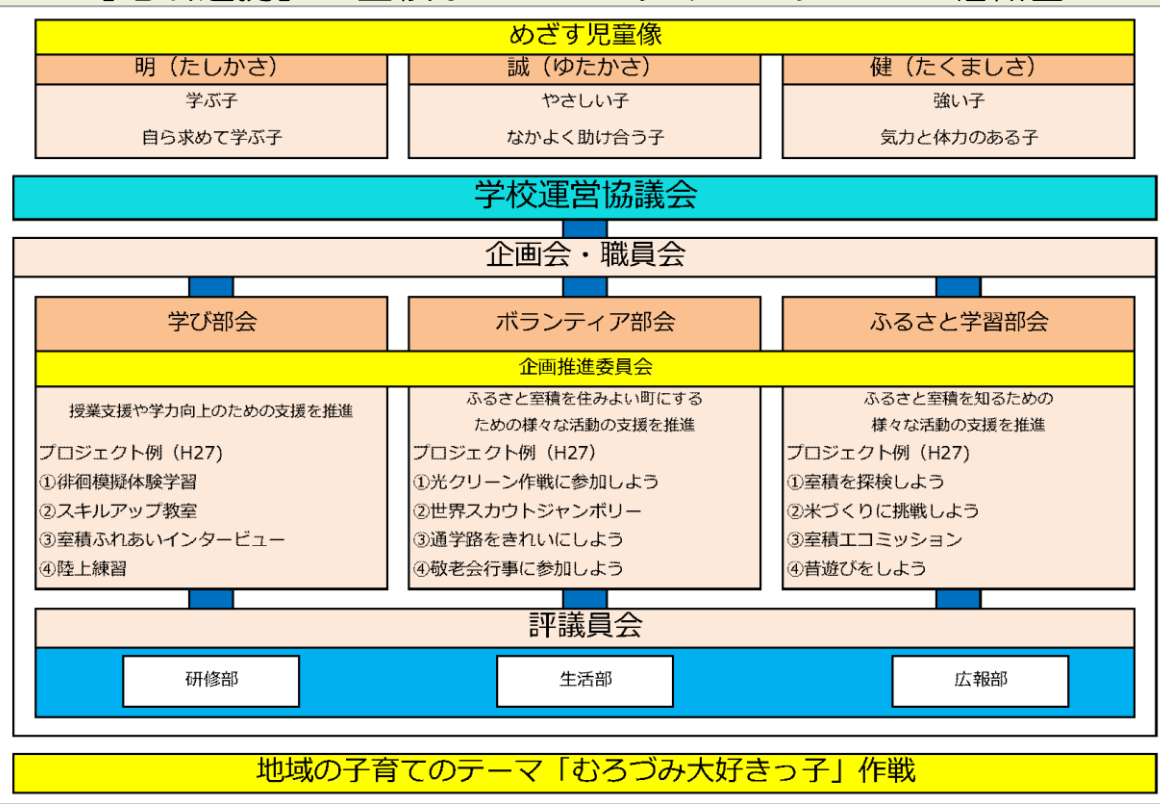 めざす児童像
明（たしかさ）
誠（ゆたかさ）
健（たくましさ）
学ぶ子
自ら求めて学ぶ子
やさしい子
なかよく助け合う子
強い子
気力と体力のある子
学校運営協議会
企画会・職員会
学び部会
ボランティア部会
ふるさと学習部会
企画推進委員会
授業支援や学力向上のための支援を推進
プロジェクト例（H27)
①徘徊模擬体験学習
②スキルアップ教室
③室積ふれあいインタービュー
④陸上練習
ふるさと室積を住みよい町にする
ための様々な活動の支援を推進
プロジェクト例（H27)
①光クリーン作戦に参加しよう
②世界スカウトジャンボリー
③通学路をきれいにしよう
④敬老会行事に参加しよう
ふるさと室積を知るための
様々な活動の支援を推進
プロジェクト例（H27)
①室積を探検しよう
②米づくりに挑戦しよう
③室積エコミッション
④昔遊びをしよう
評議員会
研修部
生活部
広報部
地域の子育てのテーマ「むろづみ大好きっ子」作戦